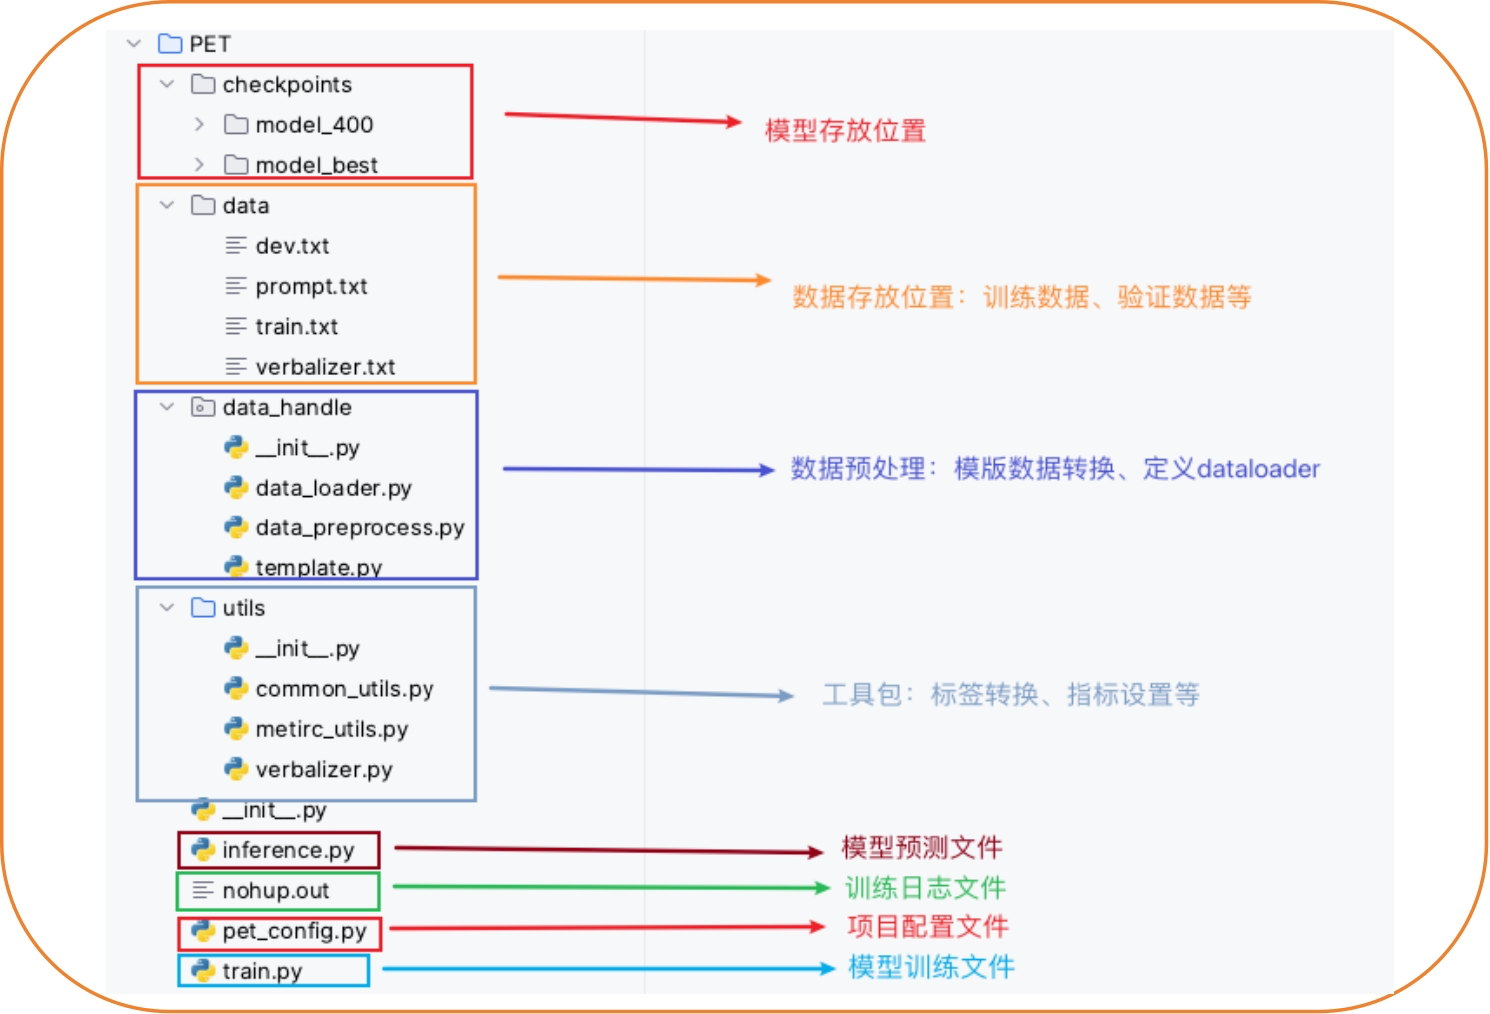 PET
checkpoints
model_400
模型存放位置
model_best
data
dev.txt
prompt.txt
数据存放位置：训练数据、验证数据等
train.txt
verbalizer.txt
data_handle
__init__.py
数据预处理：模版数据转换、定义dataloader
data_loader.py
data_preprocess.py
template.py
utils
__init__.py
common_utils.py
工具包：标签转换、指标设置等
metirc_utils.py
verbalizer.py
__init__.py
inference.py 模型预测文件
nohup.out 训练日志文件
pet_config.py 项目配置文件
train.py 模型训练文件